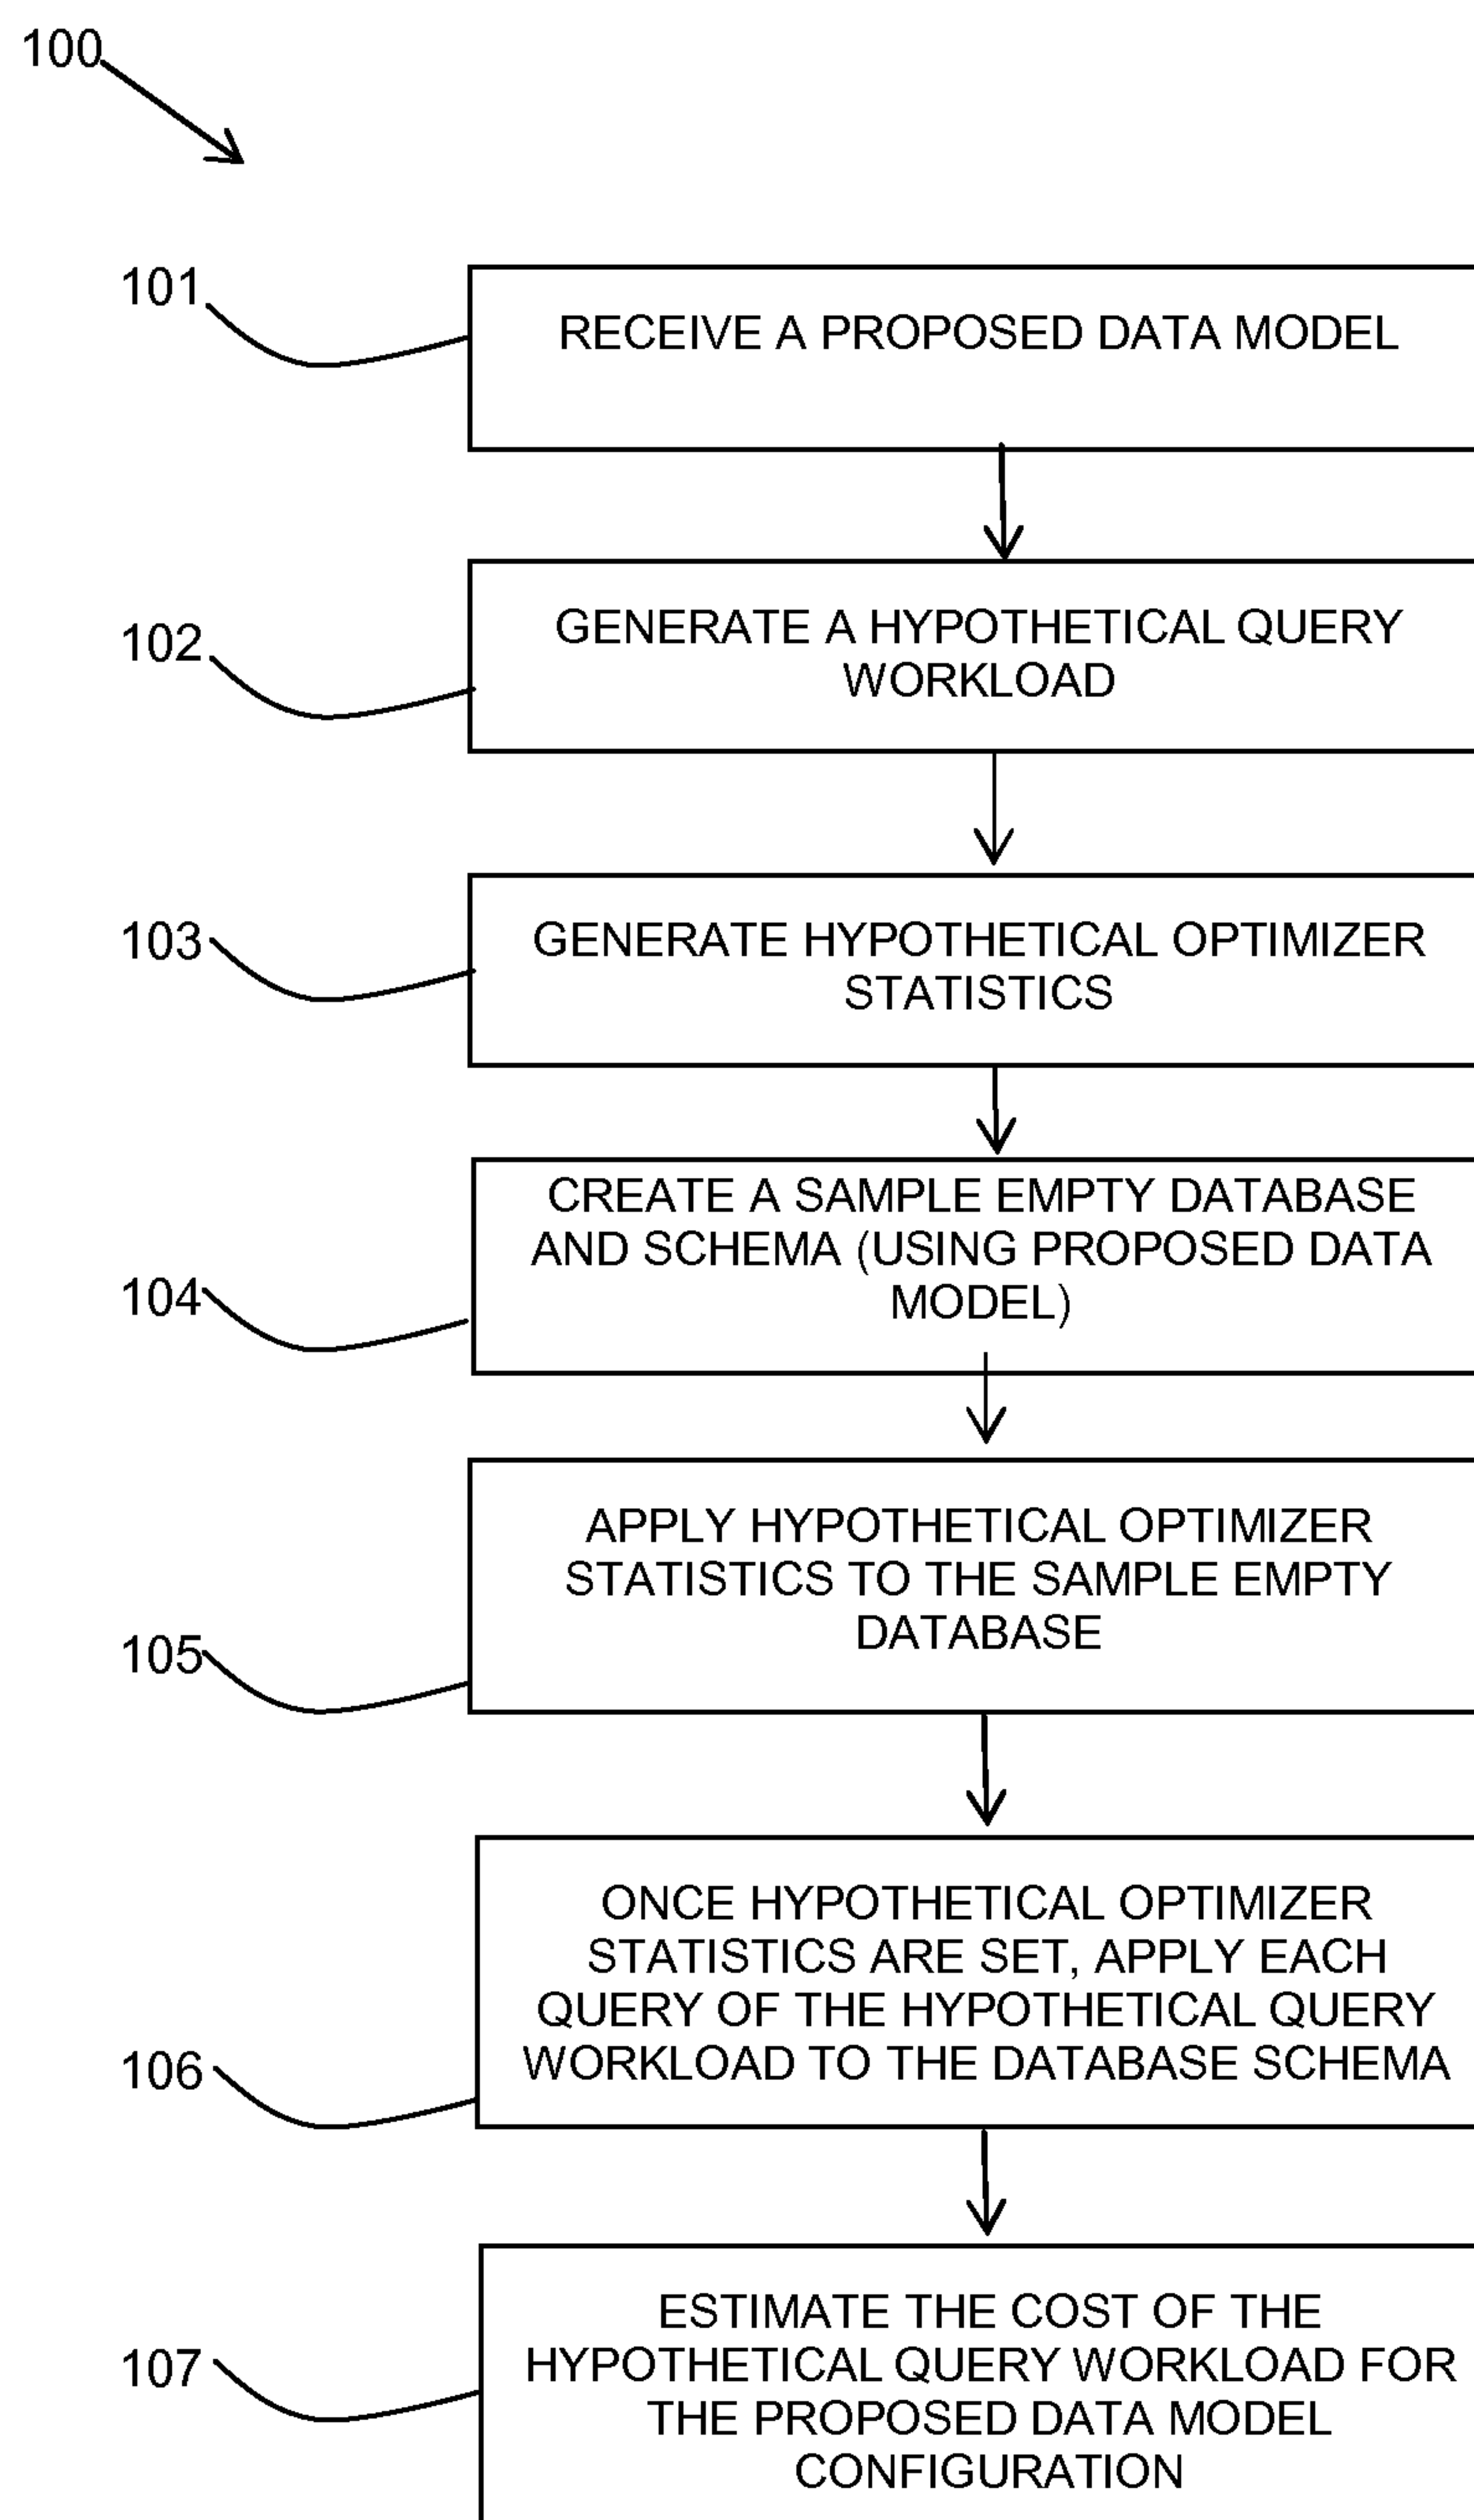 100
101
RECEIVE A PROPOSED DATA MODEL
102
GENERATE A HYPOTHETICAL QUERY
WORKLOAD
103
GENERATE HYPOTHETICAL OPTIMIZER
STATISTICS
104
CREATE A SAMPLE EMPTY DATABASE
AND SCHEMA (USING PROPOSED DATA
MODEL)
105
APPLY HYPOTHETICAL OPTIMIZER
STATISTICS TO THE SAMPLE EMPTY
DATABASE
106
ONCE HYPOTHETICAL OPTIMIZER
STATISTICS ARE SET, APPLY EACH
QUERY OF THE HYPOTHETICAL QUERY
WORKLOAD TO THE DATABASE SCHEMA
107
ESTIMATE THE COST OF THE
HYPOTHETICAL QUERY WORKLOAD FOR
THE PROPOSED DATA MODEL
CONFIGURATION